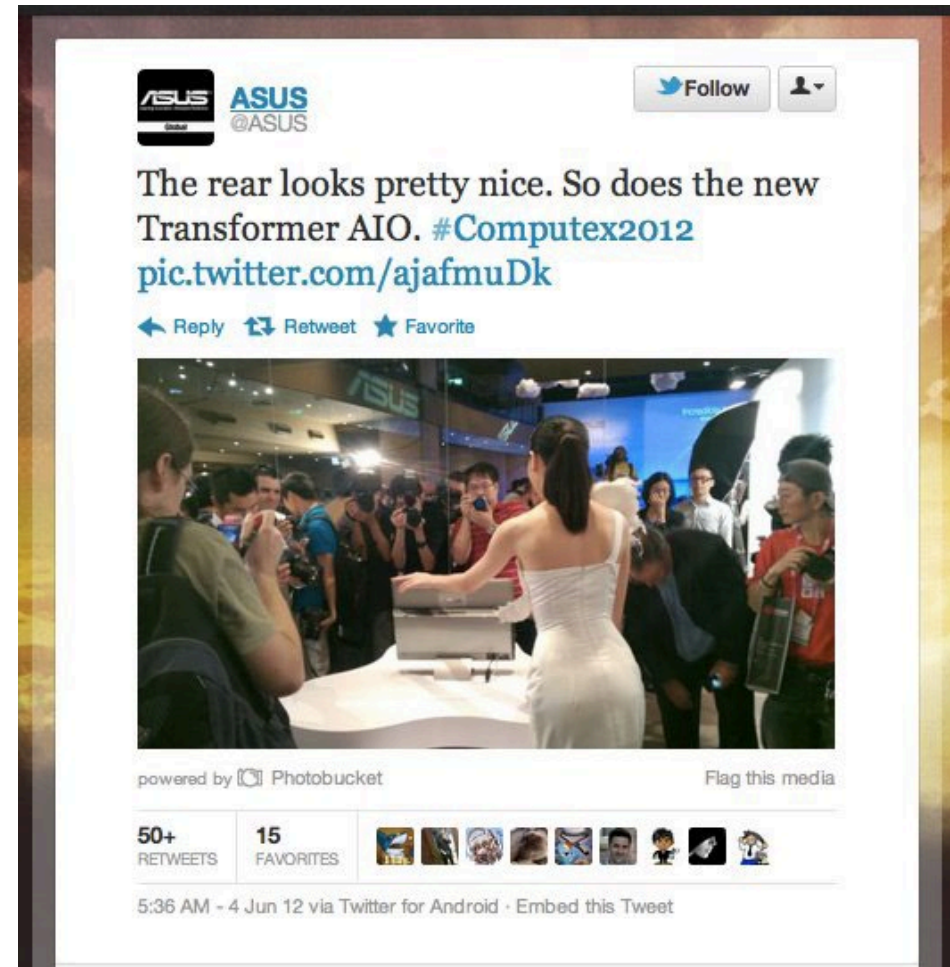 ASUS
Global
ASUS
@ASUS
Follow
The rear looks pretty nice. So does the new
Transformer AIO. #Computex2012
pic.twitter.com/ajafmuDk
Reply Retweet Favorite
ASUS
powered by Photobucket
Flag this media
50+
RETWEETS
15
FAVORITES
5:36 AM - 4 Jun 12 via Twitter for Android · Embed this Tweet